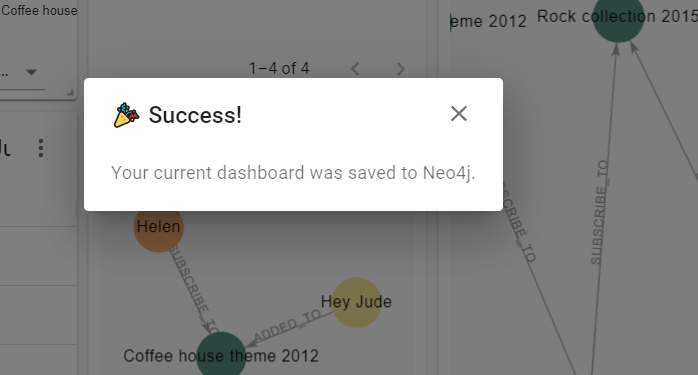 Coffee house
1–4 of 4
eme 2012
Rock collection 2015
Success!
Your current dashboard was saved to Neo4j.
Helen
SUBSCRIBE_TO
Hey Jude
ADDED_TO
Coffee house theme 2012
SCRIBE_TO
SUBSCRIBE_TO